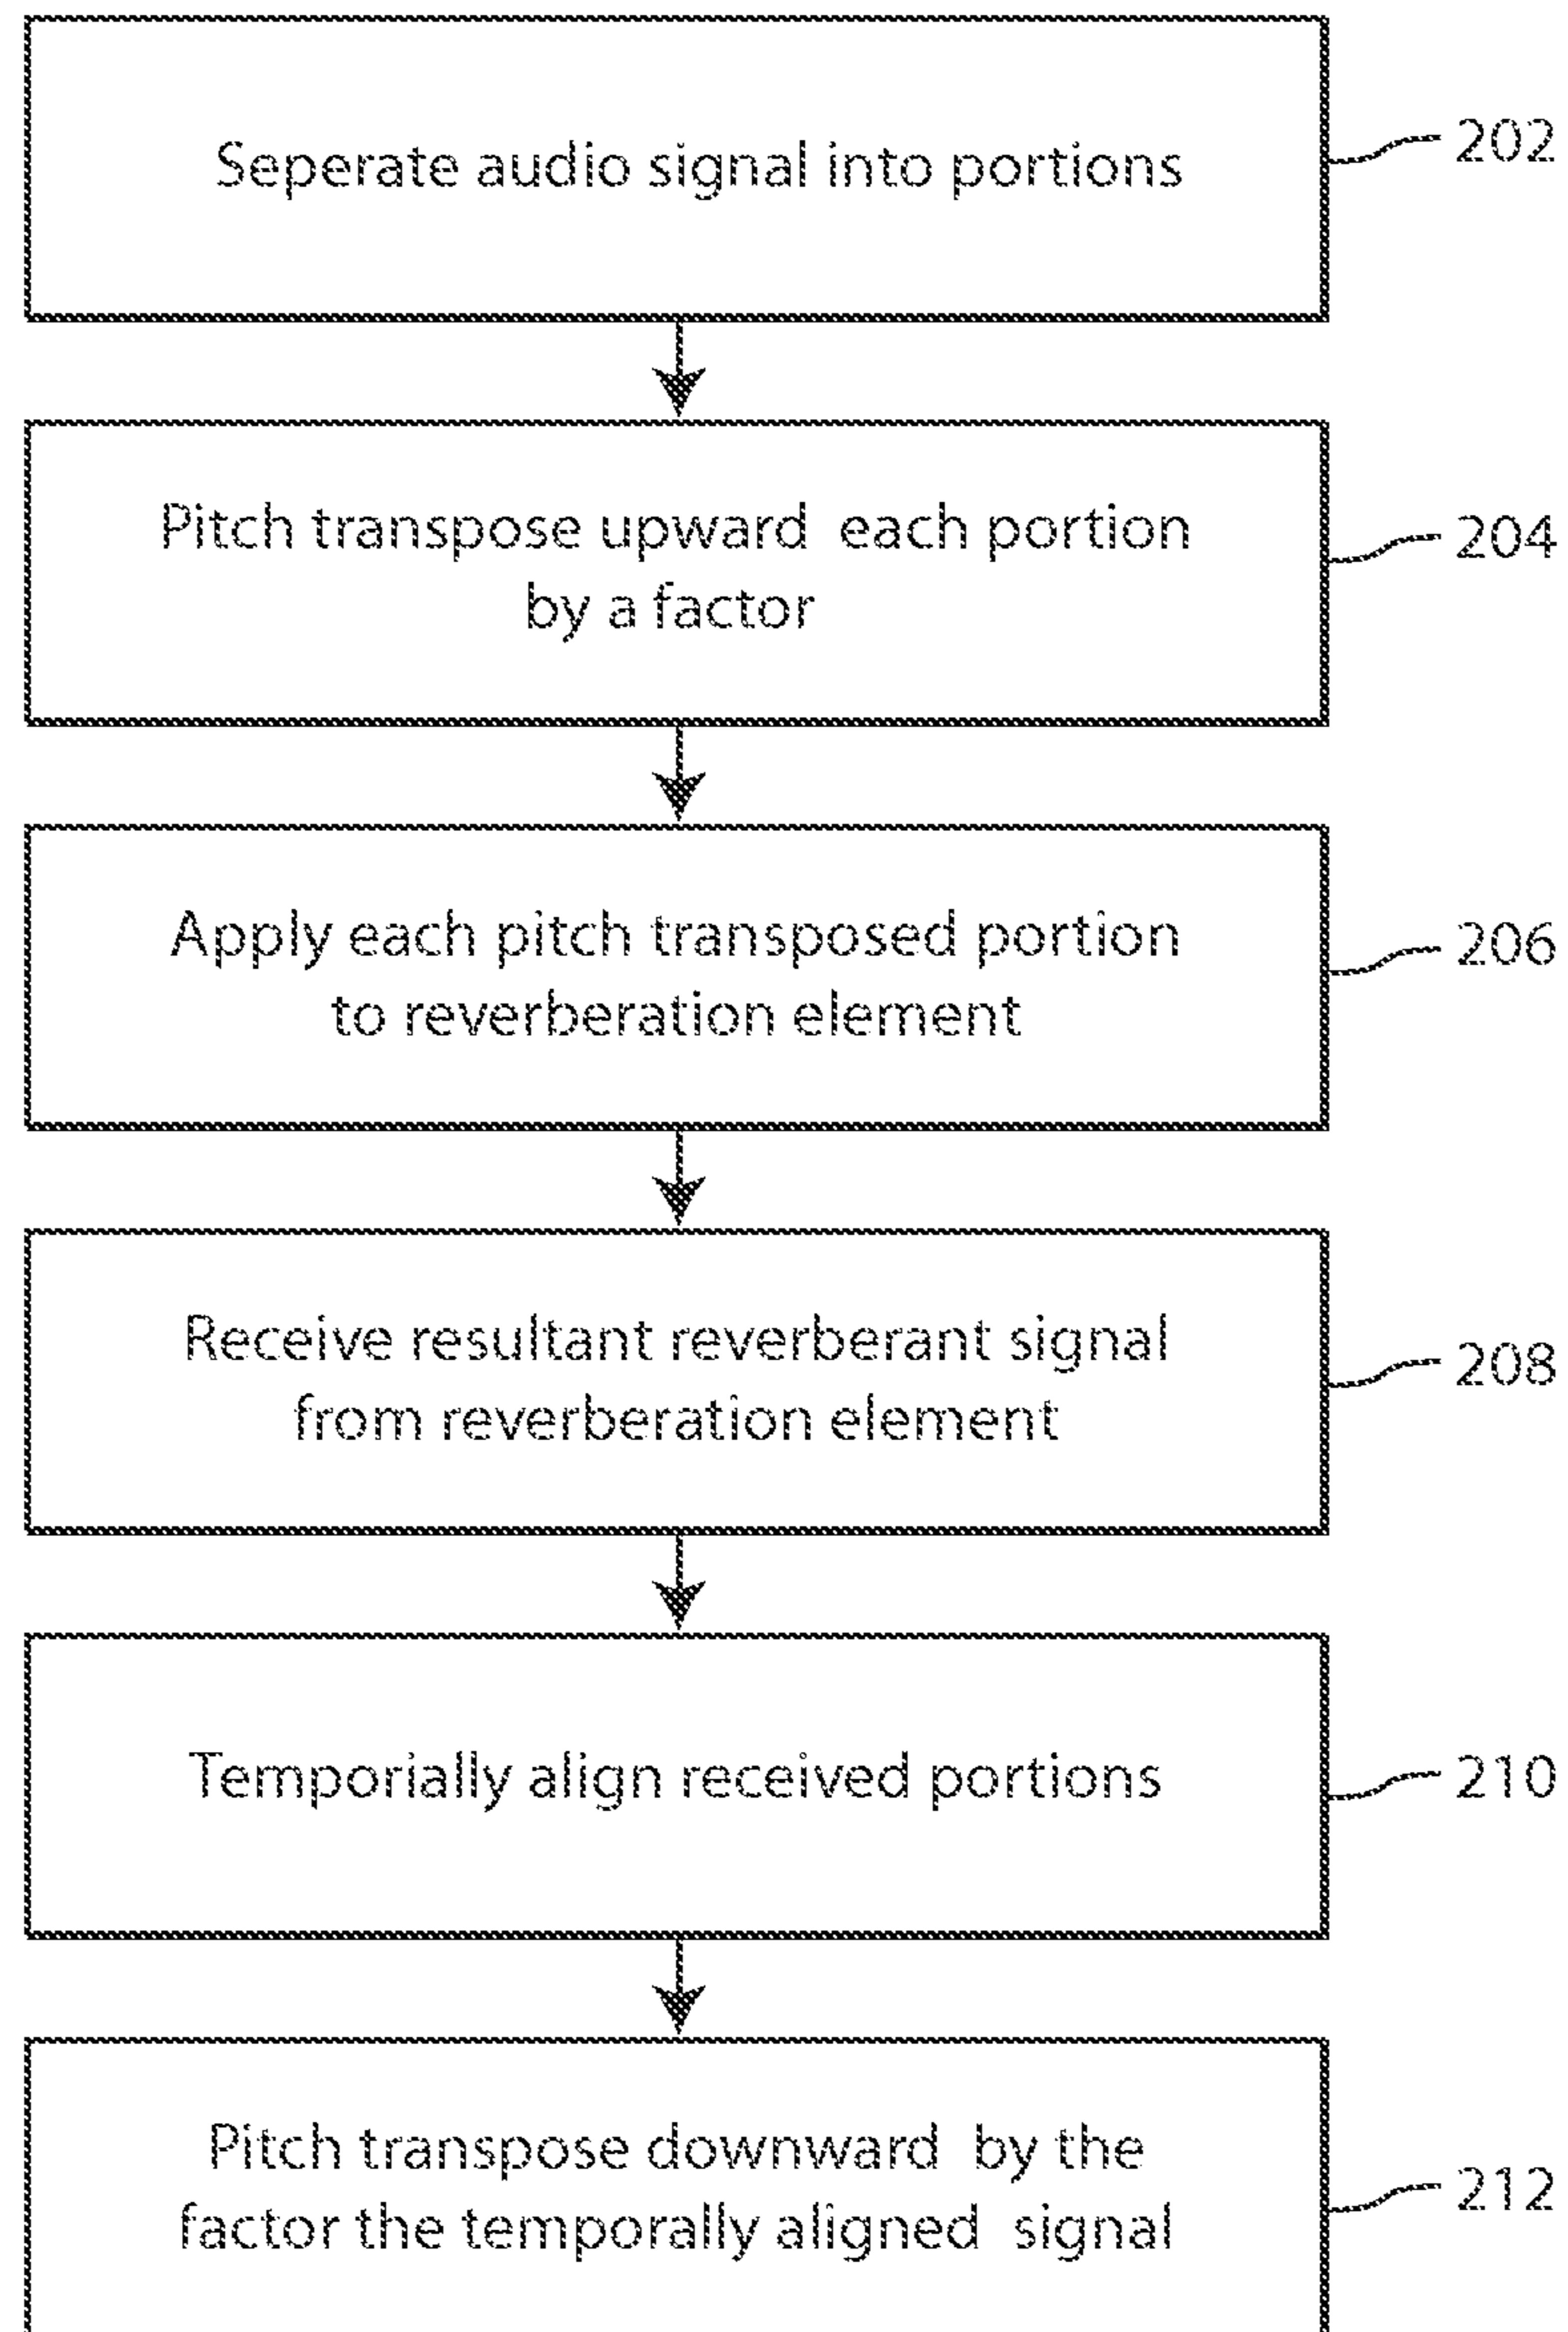 Seperate audio signal into portions
202
Pitch transpose upward each portion
by a factor
204
Apply each pitch transposed portion
to reverberation element
206
Receive resultant reverberant signal
from reverberation element
208
Temporially align received portions
210
Pitch transpose downward by the
factor the temporally aligned signal
212